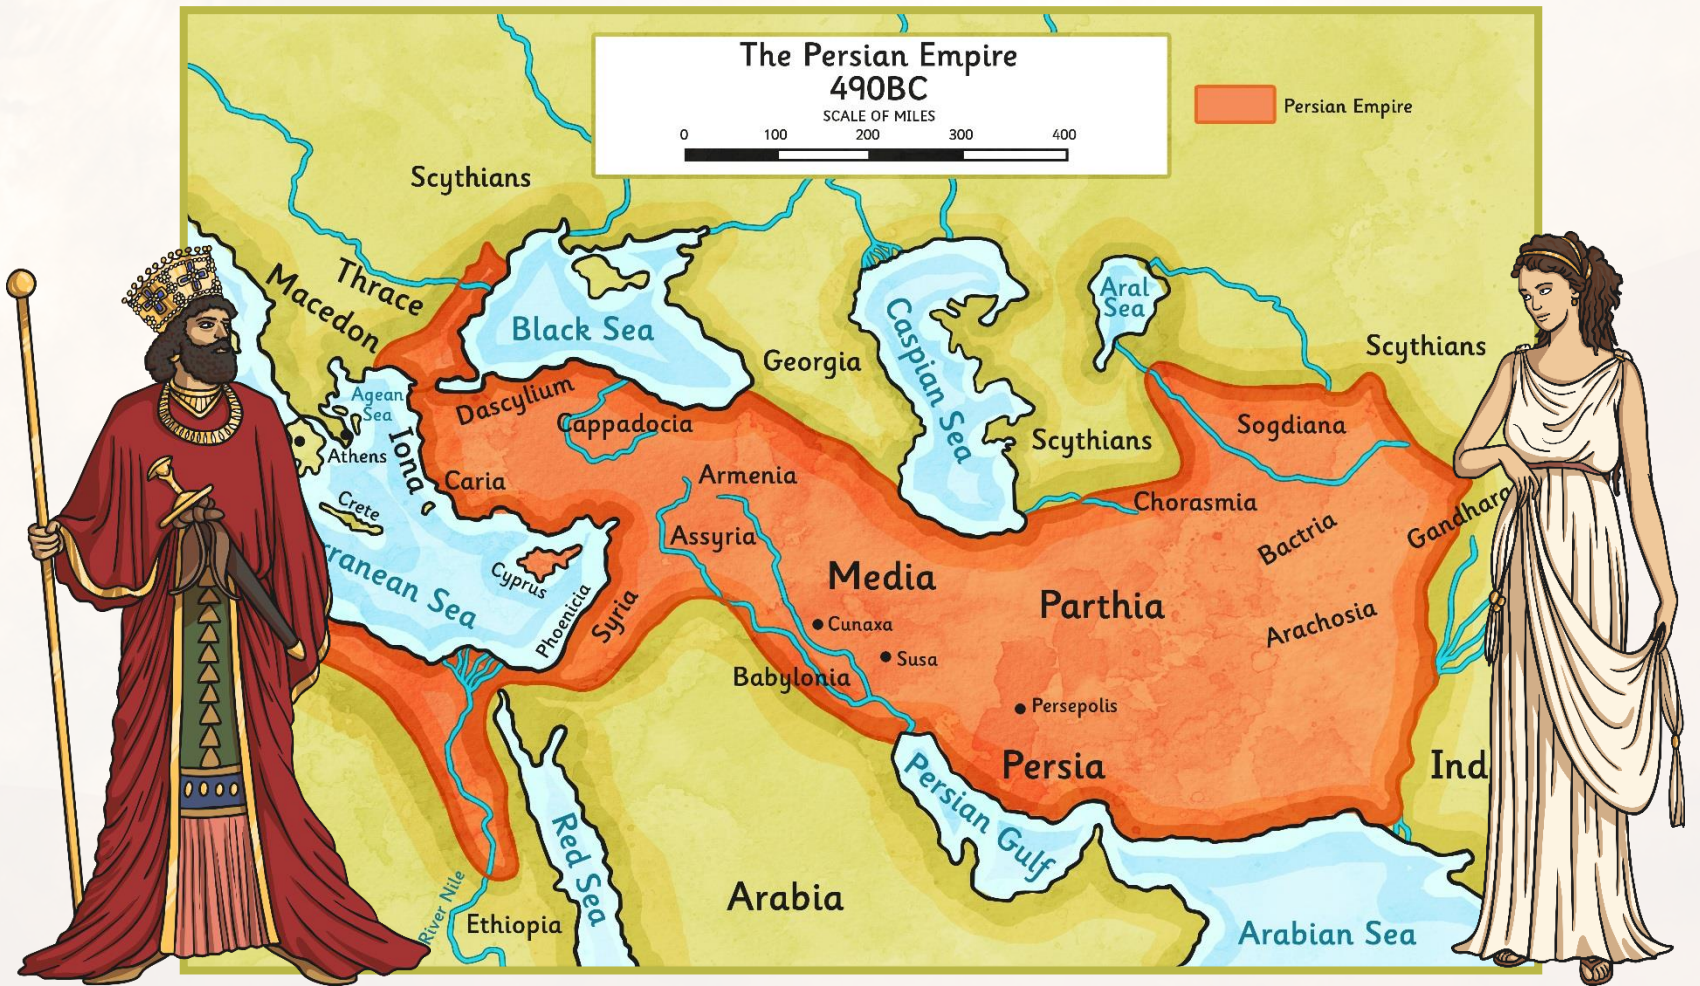 The Persian Empire
490BC
SCALE OF MILES
0 100 200 300 400
Persian Empire
Scythians
Thrace
Macedon
Black Sea
Georgia
Caspian Sea
Aral
Sea
Scythians
Agean
Sea
Dascylium
Cappadocia
Scythians
Sogdiana
Athens
Iona
Caria
Armenia
Chorasmia
Gandhara
Crete
Assyria
Bactria
rranean Sea
Cyprus
Phoenicia
Syria
Media
Parthia
Cunaxa
Arachosia
Susa
Babylonia
Persepolis
Persia
Ind
Persian Gulf
Red Sea
River Nile
Ethiopia
Arabia
Arabian Sea